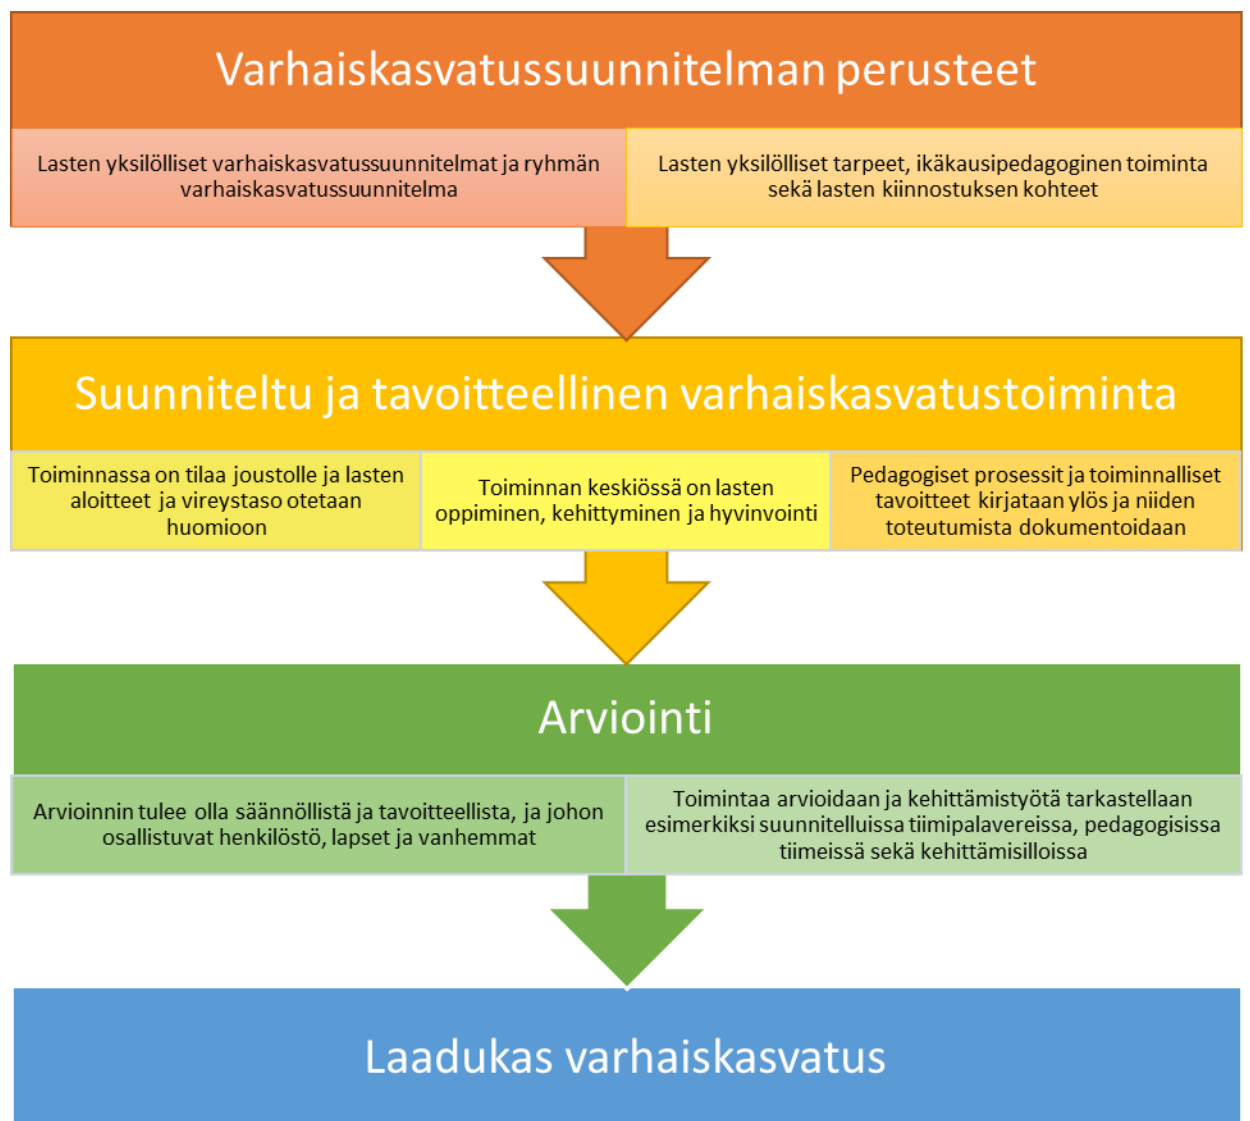 Varhaiskasvatussuunnitelman perusteet
Lasten yksilölliset varhaiskasvatussuunnitelmat ja ryhmän
varhaiskasvatussuunnitelma
Lasten yksilölliset tarpeet, ikäkausipedagoginen toiminta
sekä lasten kiinnostuksen kohteet
Suunniteltu ja tavoitteellinen varhaiskasvatustoiminta
Toiminnassa on tilaa joustolle ja lasten
aloitteet ja vireystaso otetaan
huomioon
Toiminnan keskiössä on lasten
oppiminen, kehittyminen ja hyvinvointi
Pedagogiset prosessit ja toiminnalliset
tavoitteet kirjataan ylös ja niiden
toteutumista dokumentoidaan
Arviointi
Arvioinnin tulee olla säännöllistä ja tavoitteellista, ja johon
osallistuvat henkilöstö, lapset ja vanhemmat
Toimintaa arvioidaan ja kehittämistyötä tarkastellaan
esimerkiksi suunnitelluissa tiimipalavereissa, pedagogisissa
tiimeissä sekä kehittämisilloissa
Laadukas varhaiskasvatus